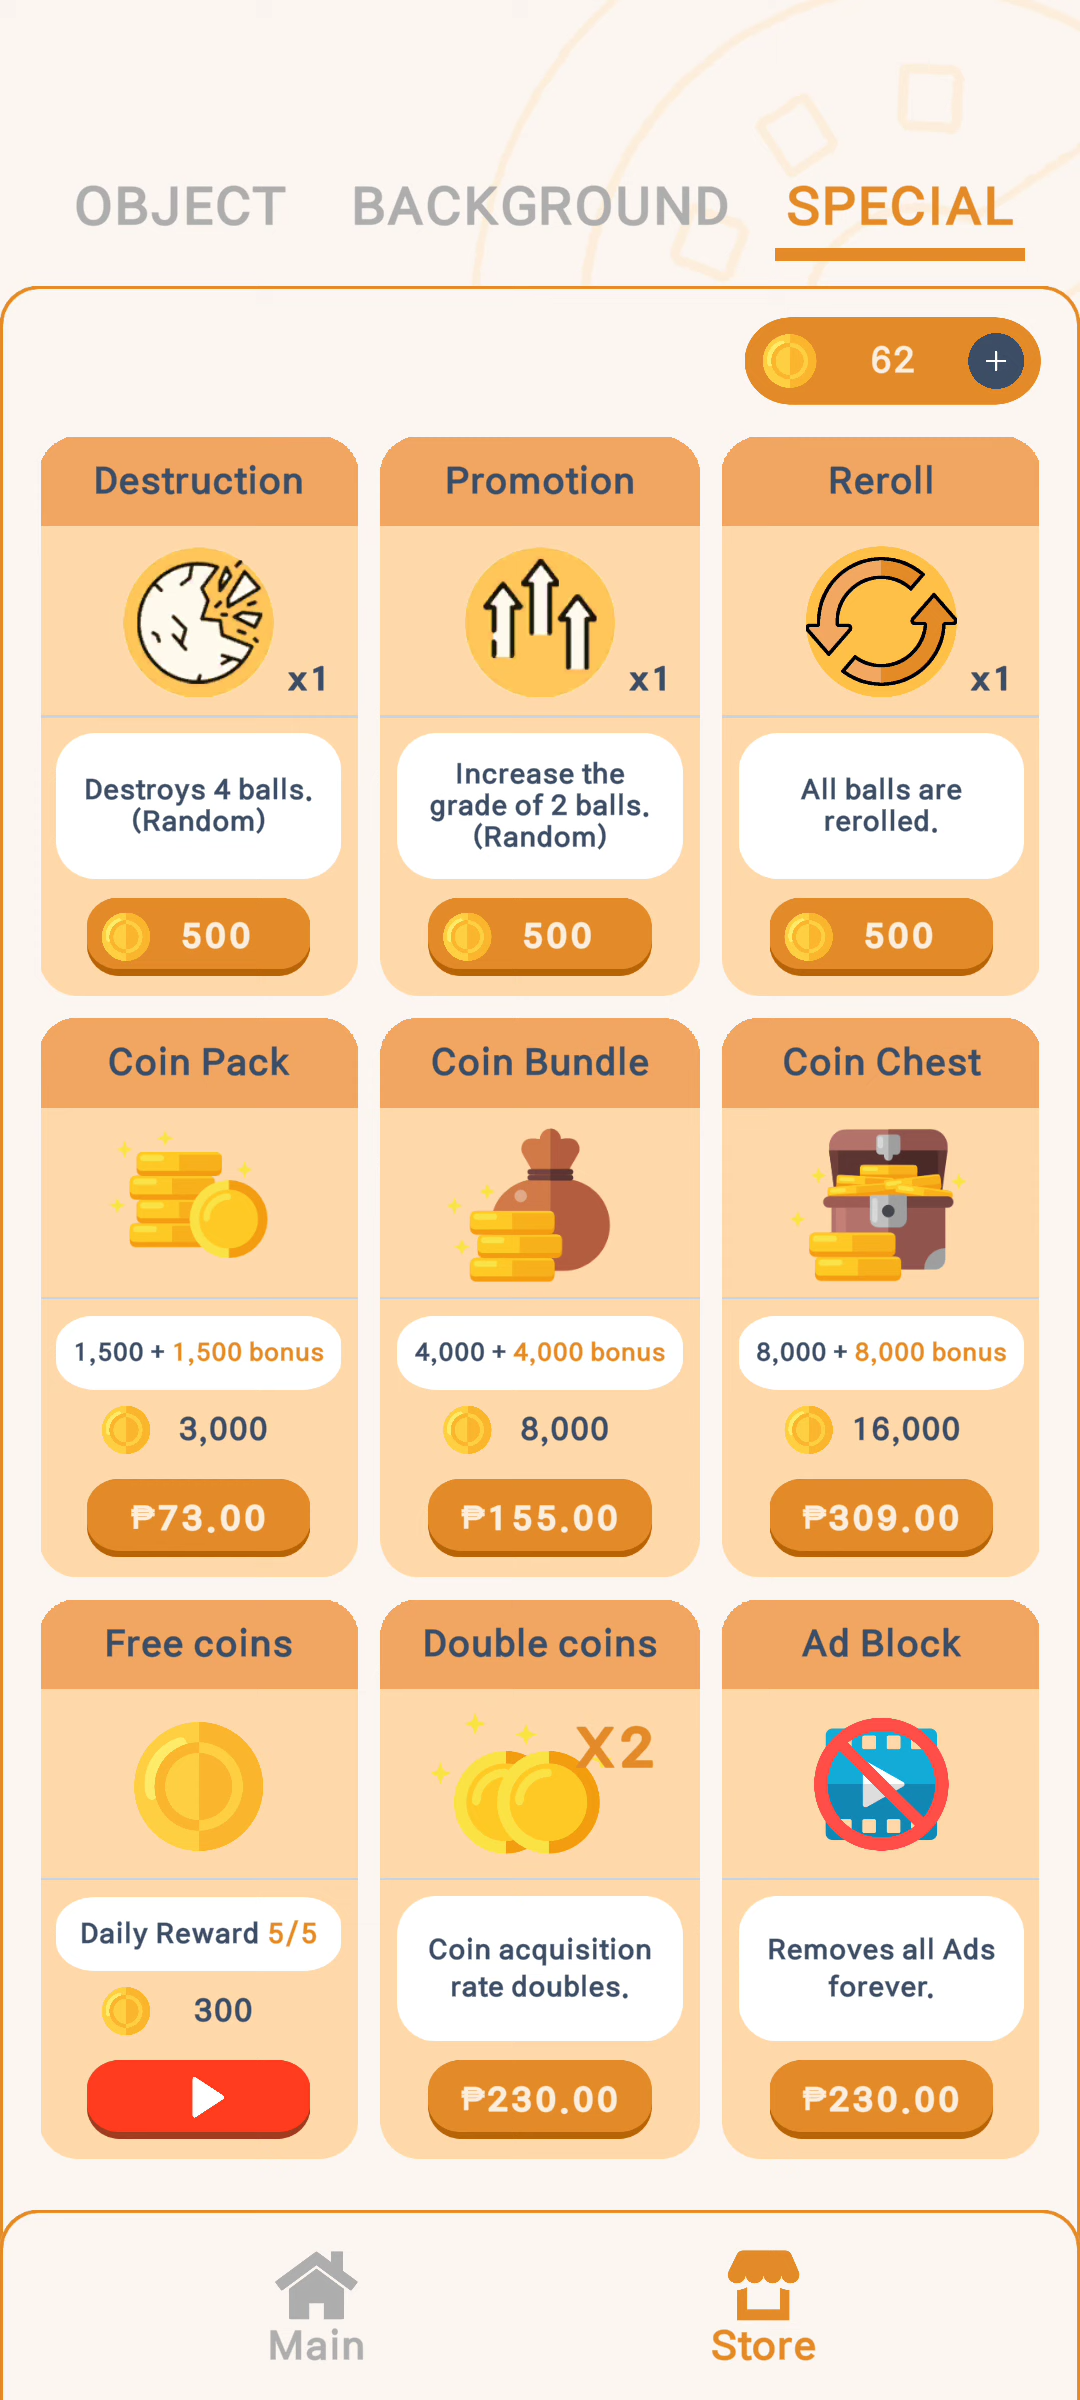 OBJECT BACKGROUND SPECIAL
62
Destruction Promotion Reroll
x1 x1 x1
Destroys 4 balls.
(Random)
Increase the
grade of 2 balls.
(Random)
All balls are
rerolled.
500 500 500
Coin Pack Coin Bundle Coin Chest
1,500 + 1,500 bonus 4,000 + 4,000 bonus 8,000 + 8,000 bonus
3,000 8,000 16,000
₱73.00 ₱155.00 ₱309.00
Free coins Double coins Ad Block
X2
Daily Reward 5/5
300
Coin acquisition
rate doubles.
Removes all Ads
forever.
₱230.00 ₱230.00
Main Store